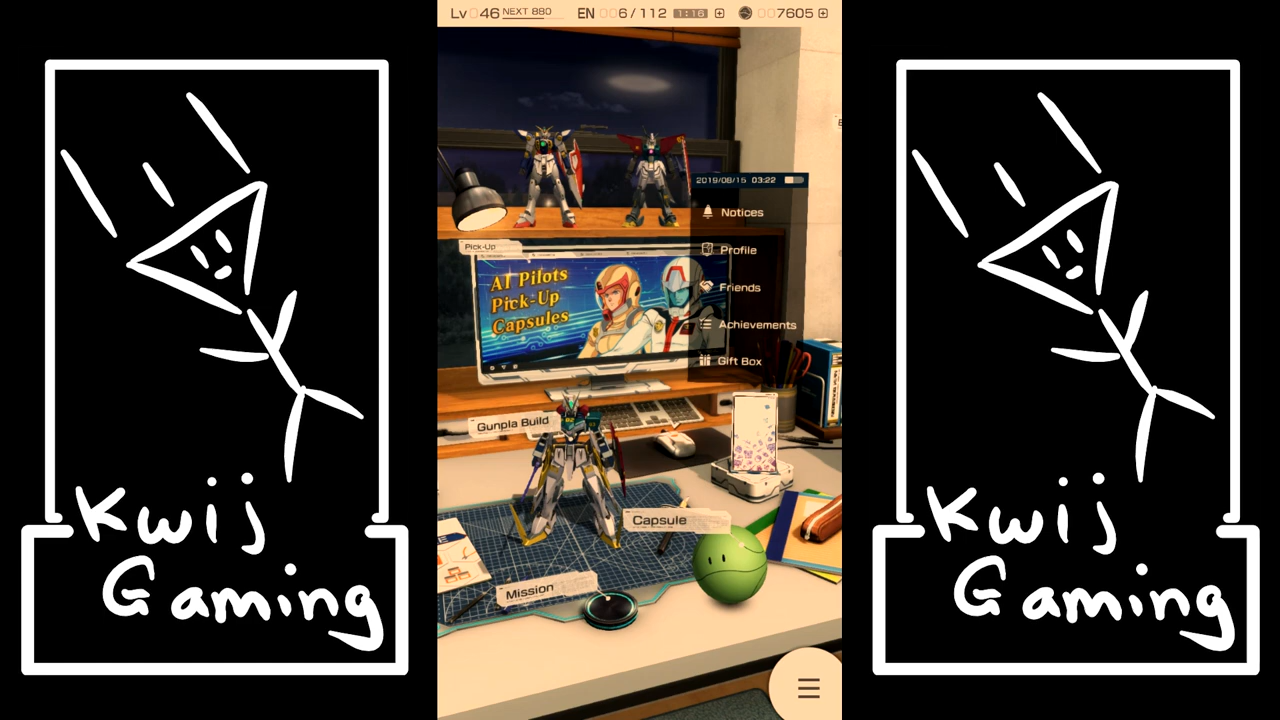 Lv 046 NEXT 880 EN 006/112 1:16 007605
2019/08/15 03:22
Notices
Profile
Friends
Achievements
Gift Box
Pick-Up
AI Pilots
Pick-Up
Capsules
Gunpla Build
Capsule
Mission
Kwij
Gaming
Kwij
Gaming